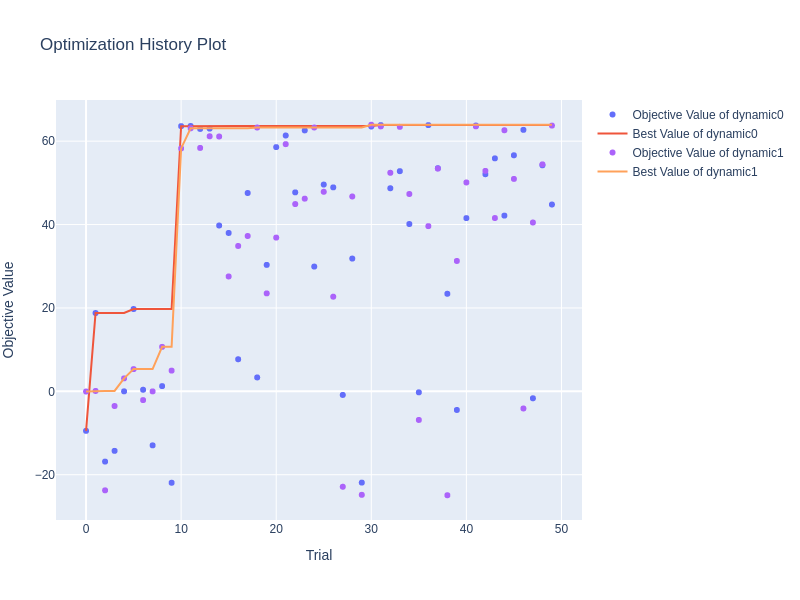 Optimization History Plot
Objective Value of dynamic0
Best Value of dynamic0
Objective Value of dynamic1
Best Value of dynamic1
60
40
20
0
−20
Objective Value
0 10 20 30 40 50
Trial